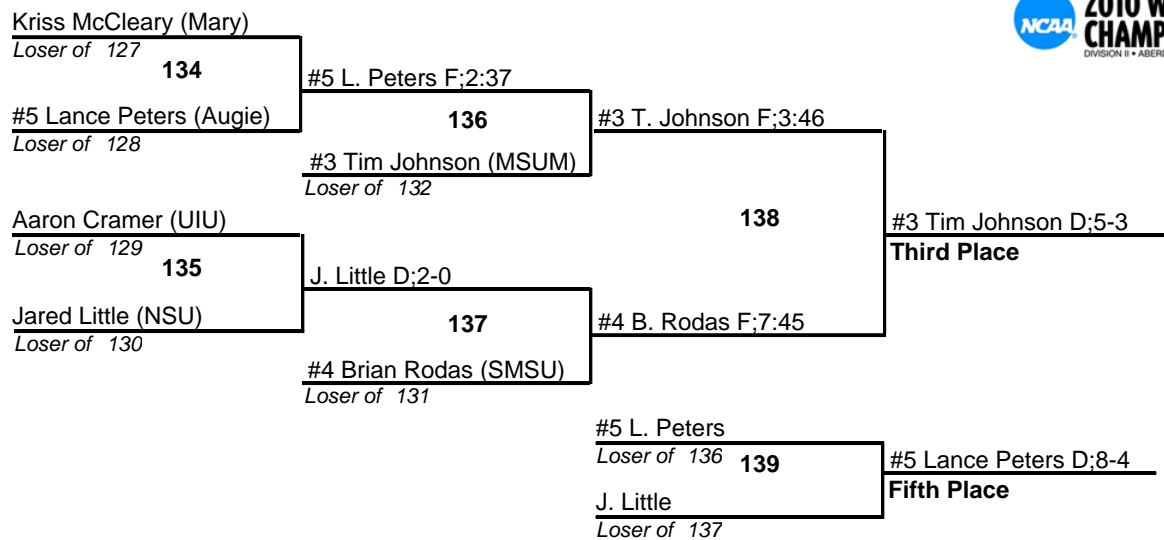 Kriss McCleary (Mary)
Loser of 127
134
#5 Lance Peters (Augie)
Loser of 128
Aaron Cramer (UIU)
Loser of 129
135
Jared Little (NSU)
Loser of 130
#5 L. Peters F;2:37
136
#3 Tim Johnson (MSUM)
Loser of 132
J. Little D;2-0
137
#4 Brian Rodas (SMSU)
Loser of 131
#3 T. Johnson F;3:46
138
#4 B. Rodas F;7:45
#3 Tim Johnson D;5-3
Third Place
#5 L. Peters
Loser of 136
139
J. Little
Loser of 137
#5 Lance Peters D;8-4
Fifth Place
NCAA
2010 W
CHAMP
DIVISION II • ABER